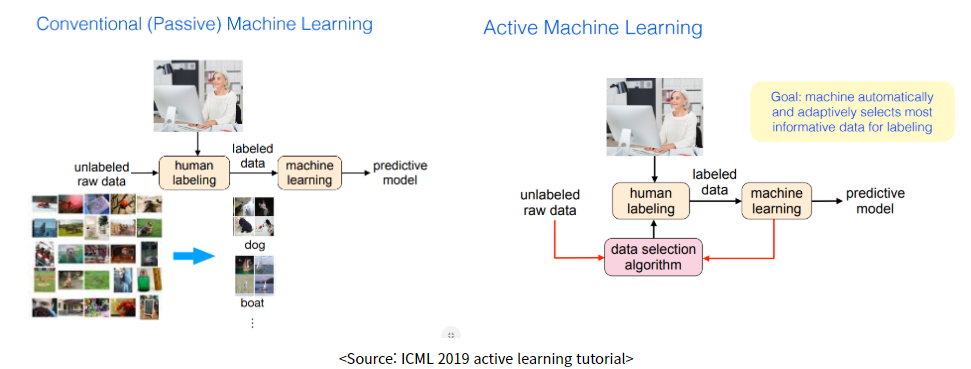 Conventional (Passive) Machine Learning
unlabeled
raw data
human
labeling
labeled
data
machine
learning
predictive
model
dog
boat
⋮
Active Machine Learning
Goal: machine automatically
and adaptively selects most
informative data for labeling
unlabeled
raw data
human
labeling
labeled
data
machine
learning
predictive
model
data selection
algorithm
<Source: ICML 2019 active learning tutorial>